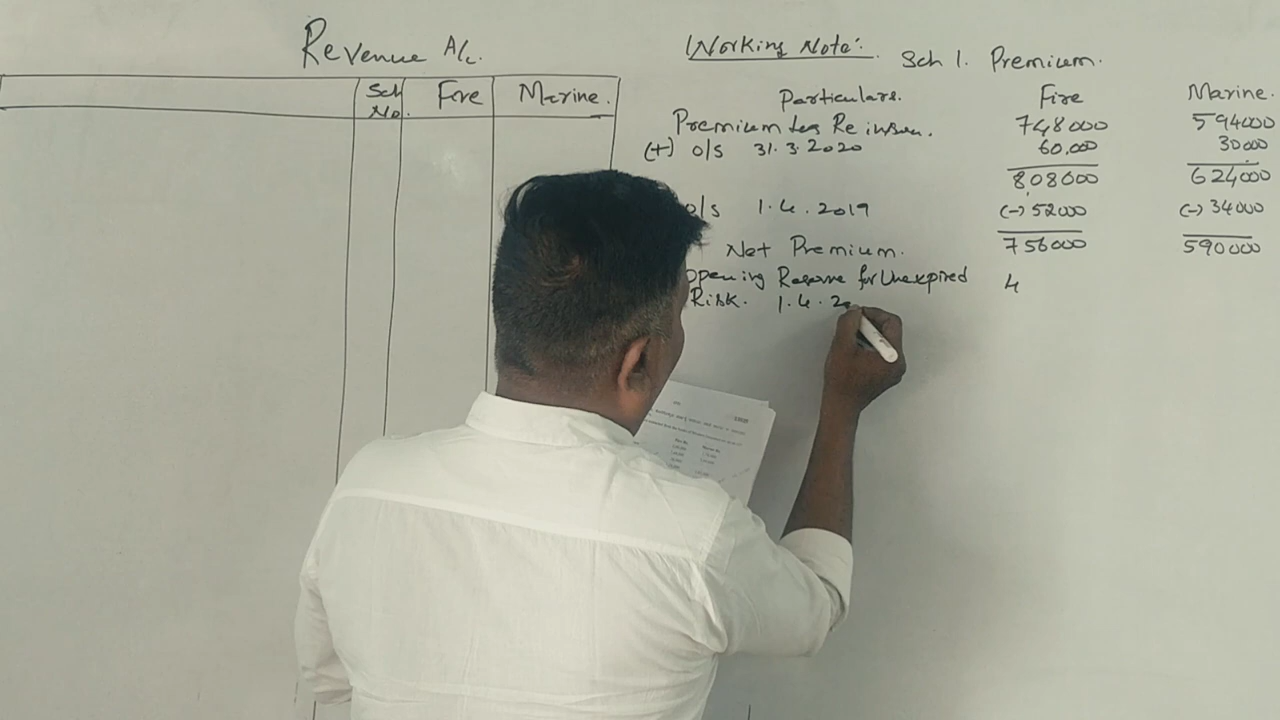 Revenue A/c.
Sch No. Fire Marine.
Working Note:
Sch 1. Premium.
Particulars. Fire Marine.
Premium less Reinsu. 748000 594000
(+) o/s 31.3.2020 60,000 30000
808000 624000
o/s 1.4.2019 (-) 52000 (-) 34000
Net Premium. 756000 590000
opening Reserve for Unexpired 4
Risk. 1.4.20